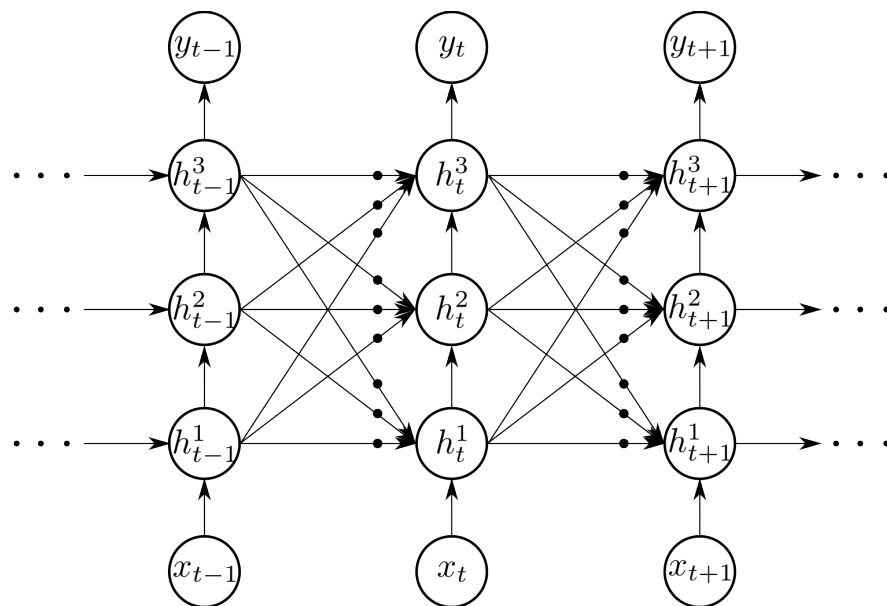 y_{t−1} y_t y_{t+1}
. . . h^3_{t−1} h^3_t h^3_{t+1} . . .
. . . h^2_{t−1} h^2_t h^2_{t+1} . . .
. . . h^1_{t−1} h^1_t h^1_{t+1} . . .
x_{t−1} x_t x_{t+1}